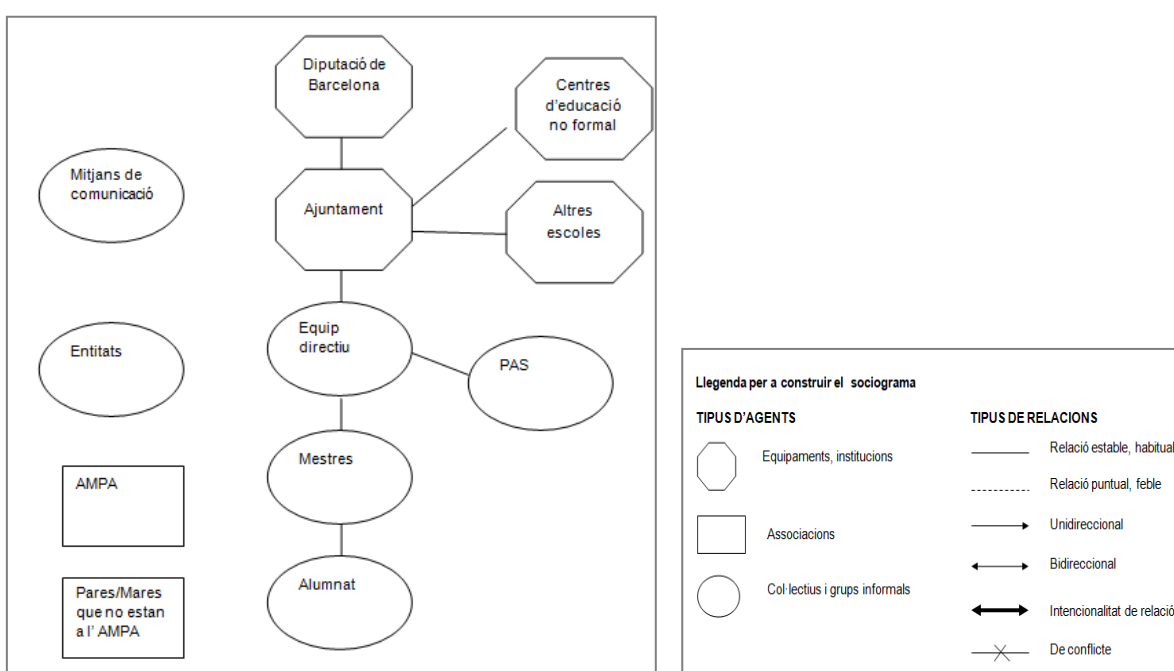 Diputació de
Barcelona
Centres
d'educació
no formal
Mitjans de
comunicació
Ajuntament
Altres
escoles
Entitats
Equip
directiu
PAS
Mestres
AMPA
Alumnat
Pares/Mares
que no estan
a l' AMPA
Llegenda per a construir el sociograma
TIPUS D'AGENTS
Equipaments, institucions
Associacions
Col·lectius i grups informals
TIPUS DE RELACIONS
Relació estable, habitual
Relació puntual, feble
Unidireccional
Bidireccional
Intencionalitat de relació
De conflicte